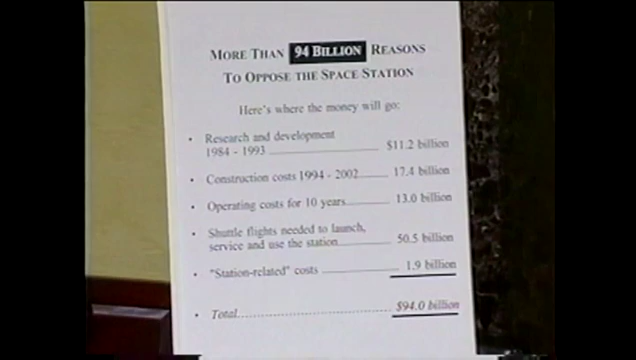 MORE THAN 94 BILLION REASONS
TO OPPOSE THE SPACE STATION
Here's where the money will go:
• Research and development
1984 - 1993 $11.2 billion
• Construction costs 1994 - 2002 17.4 billion
• Operating costs for 10 years 13.0 billion
• Shuttle flights needed to launch,
service and use the station 50.5 billion
• "Station-related" costs 1.9 billion
• Total $94.0 billion